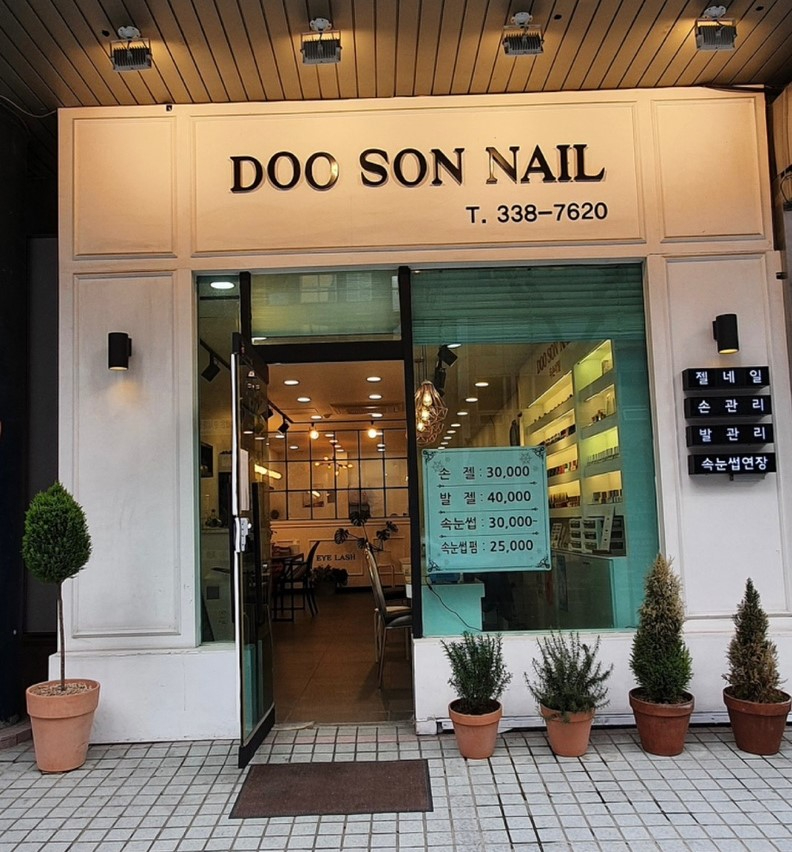 DOO SON NAIL
T. 338-7620
DOO SON N
젤네일
손관리
발관리
속눈썹연장
손 젤 : 30,000
발 젤 : 40,000
속눈썹 : 30,000~
속눈썹펌 : 25,000
EYE LASH